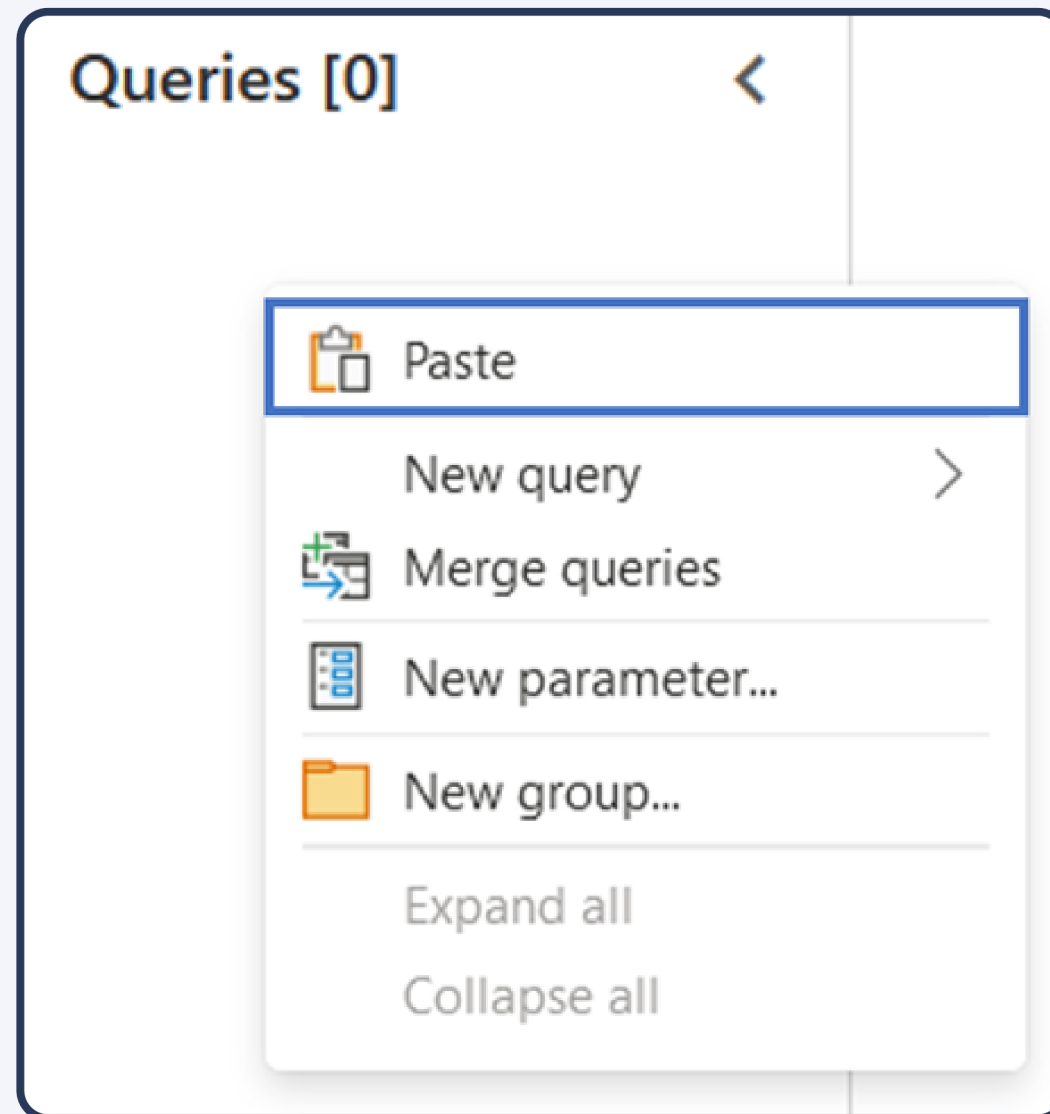 Queries [0]
Paste
New query
Merge queries
New parameter...
New group...
Expand all
Collapse all